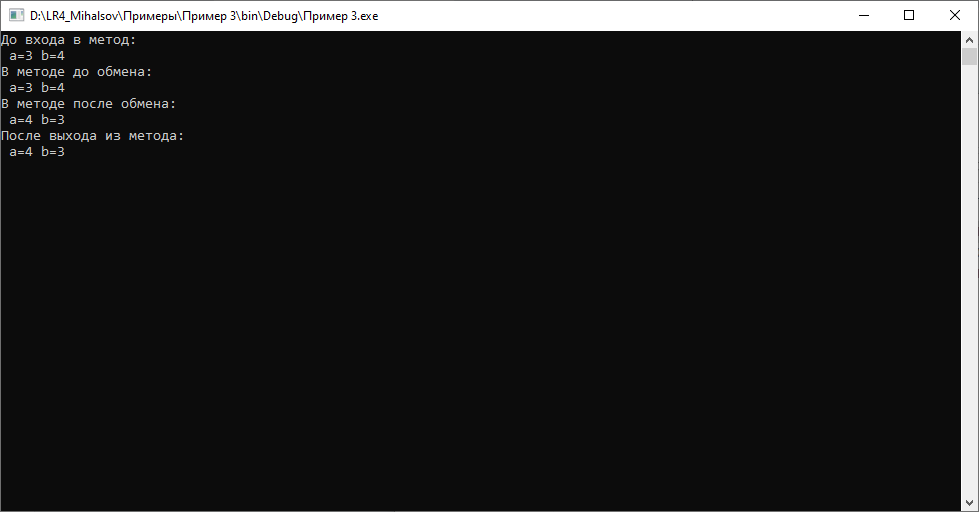 D:\LR4_Mihalsov\Примеры\Пример 3\bin\Debug\Пример 3.exe
До входа в метод:
a=3 b=4
В методе до обмена:
a=3 b=4
В методе после обмена:
a=4 b=3
После выхода из метода:
a=4 b=3